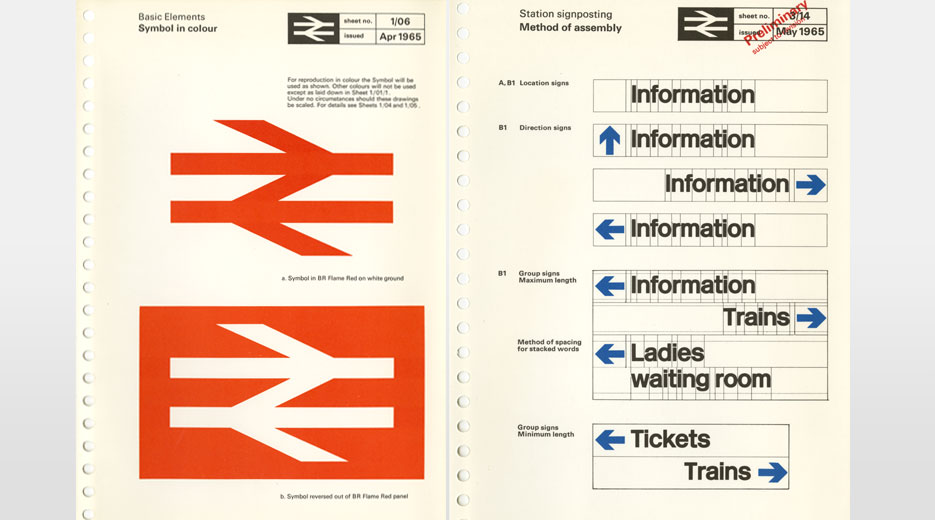 Basic Elements
Symbol in colour
sheet no. 1/06
issued Apr 1965
For reproduction in colour the Symbol will be
used as shown. Other colours will not be used
except as laid down in Sheet 1/01/1.
Under no circumstances should these drawings
be scaled. For details see Sheets 1/04 and 1/05.
a. Symbol in BR Flame Red on white ground
b. Symbol reversed out of BR Flame Red panel
Station signposting
Method of assembly
sheet no. /14
issued May 1965
Preliminary
subject to
A, B1 Location signs
Information
B1 Direction signs
Information
Information
Information
B1 Group signs
Maximum length
Information
Trains
Method of spacing
for stacked words
Ladies
waiting room
Group signs
Minimum length
Tickets
Trains